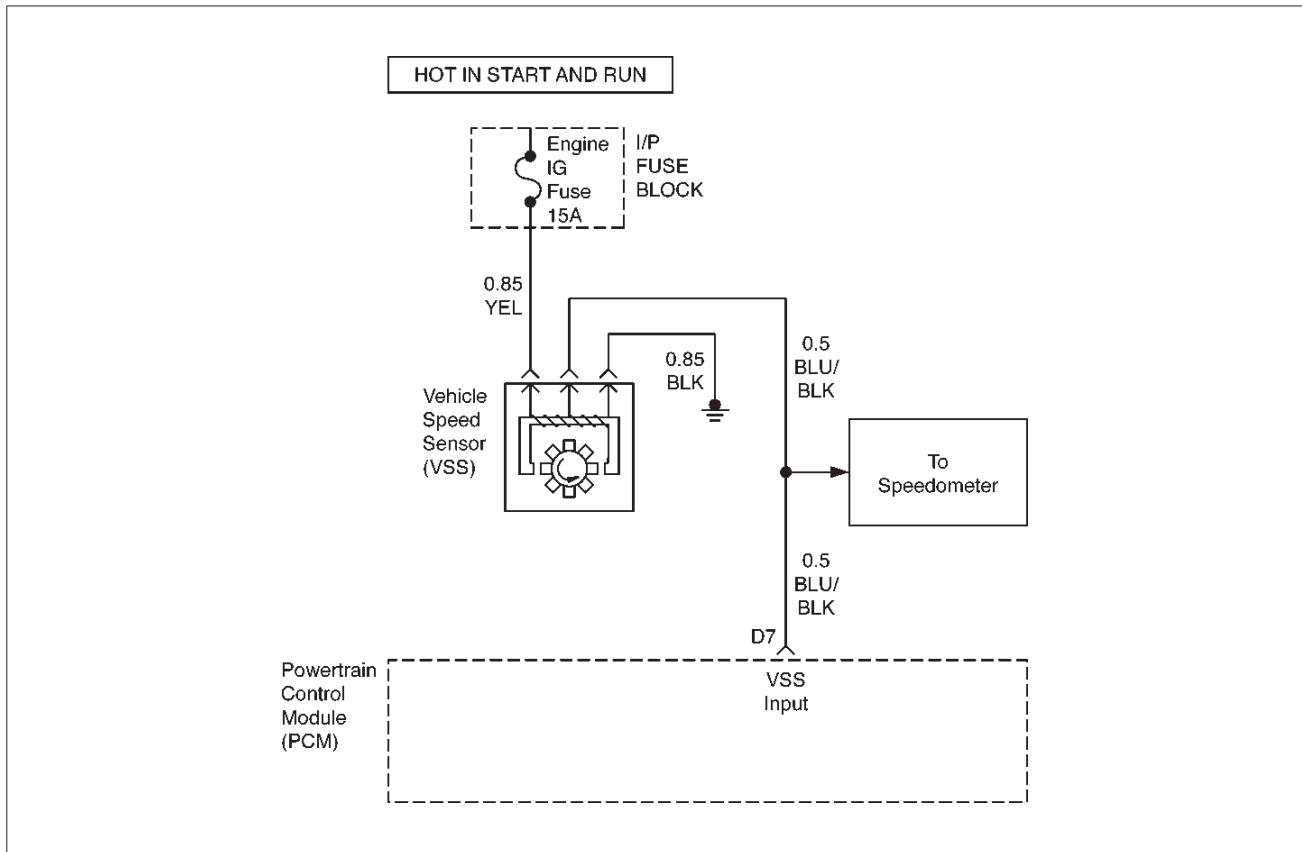 HOT IN START AND RUN
Engine
IG
Fuse
15A
I/P
FUSE
BLOCK
0.85
YEL
0.85
BLK
0.5
BLU/
BLK
Vehicle
Speed
Sensor
(VSS)
To
Speedometer
0.5
BLU/
BLK
D7
VSS
Input
Powertrain
Control
Module
(PCM)